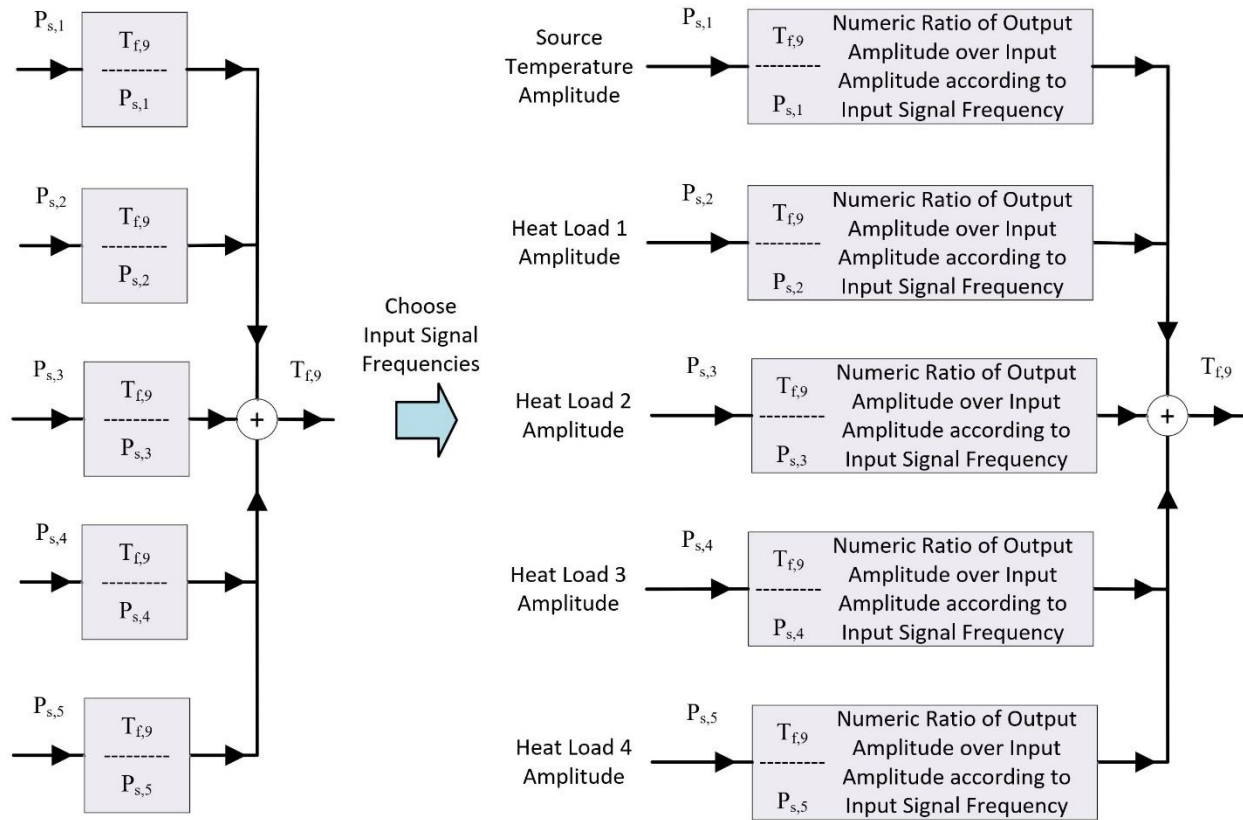 P_s,1
T_f,9
----------
P_s,1
P_s,2
T_f,9
----------
P_s,2
P_s,3
T_f,9
----------
P_s,3
+
T_f,9
P_s,4
T_f,9
----------
P_s,4
P_s,5
T_f,9
----------
P_s,5
Choose
Input Signal
Frequencies
Source
Temperature
Amplitude
P_s,1
T_f,9
----------
P_s,1
Numeric Ratio of Output
Amplitude over Input
Amplitude according to
Input Signal Frequency
Heat Load 1
Amplitude
P_s,2
T_f,9
----------
P_s,2
Numeric Ratio of Output
Amplitude over Input
Amplitude according to
Input Signal Frequency
Heat Load 2
Amplitude
P_s,3
T_f,9
----------
P_s,3
Numeric Ratio of Output
Amplitude over Input
Amplitude according to
Input Signal Frequency
+
T_f,9
Heat Load 3
Amplitude
P_s,4
T_f,9
----------
P_s,4
Numeric Ratio of Output
Amplitude over Input
Amplitude according to
Input Signal Frequency
Heat Load 4
Amplitude
P_s,5
T_f,9
----------
P_s,5
Numeric Ratio of Output
Amplitude over Input
Amplitude according to
Input Signal Frequency